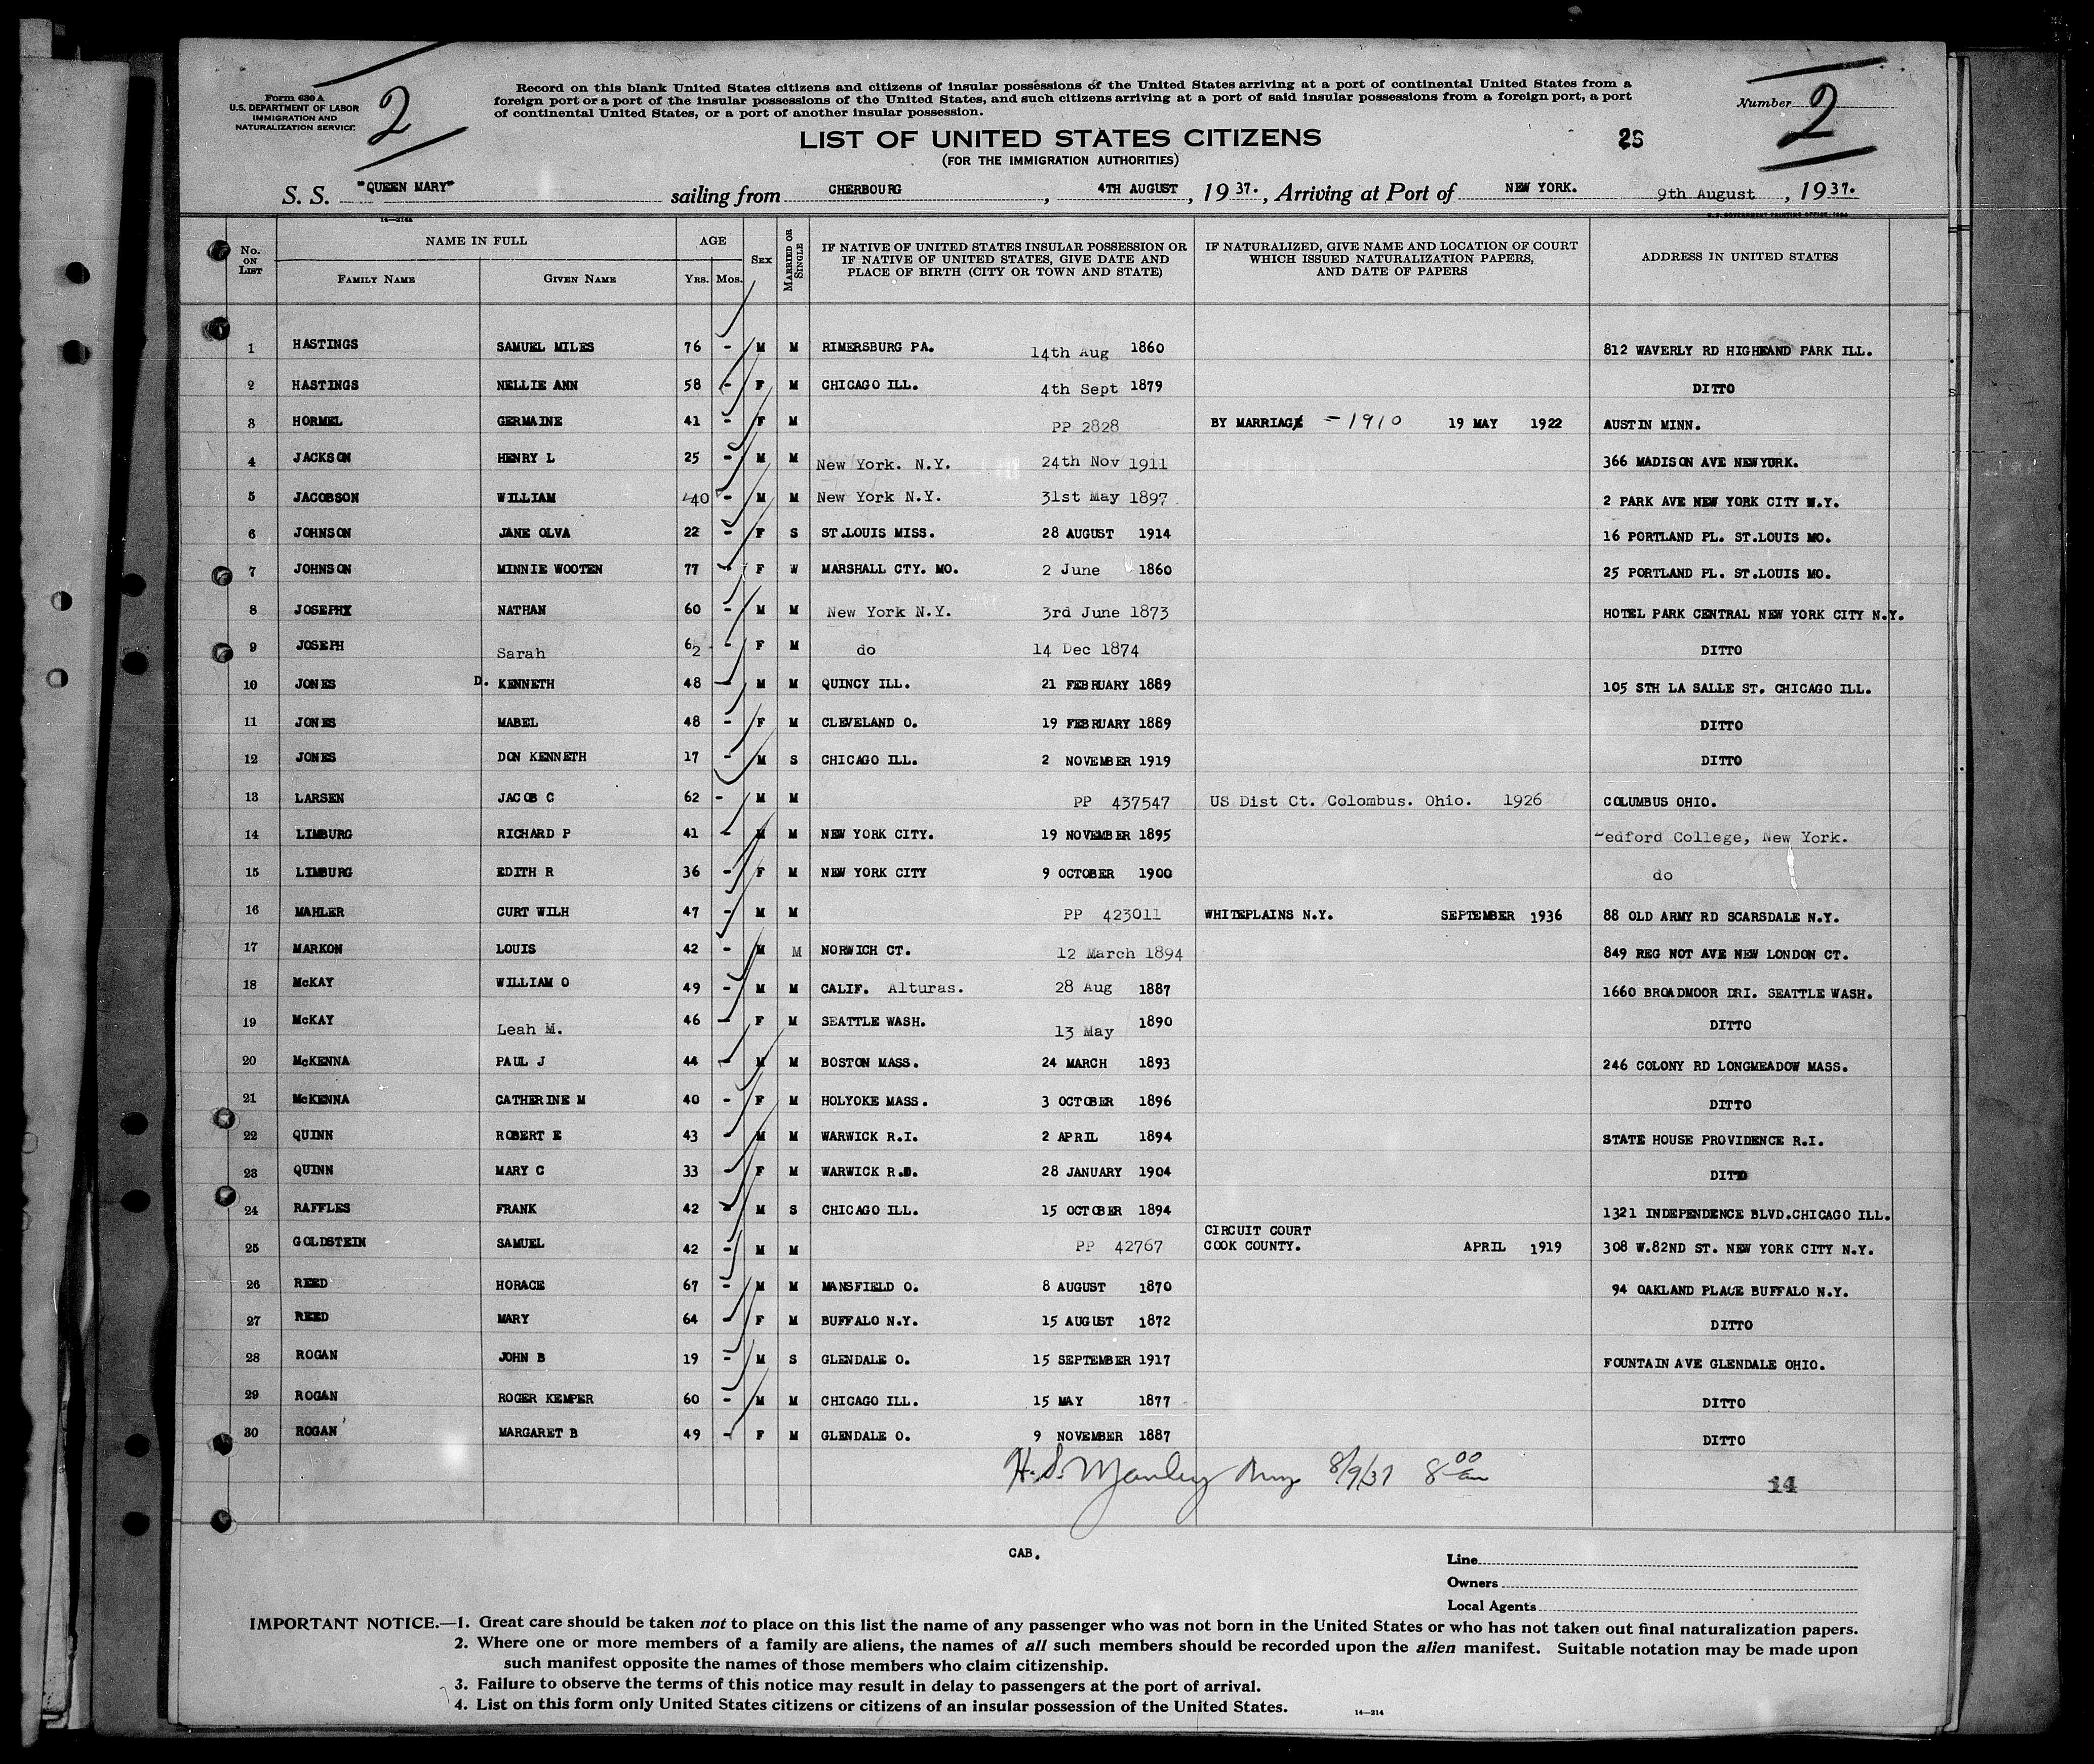 Form 630 A
U.S. DEPARTMENT OF LABOR
IMMIGRATION AND
NATURALIZATION SERVICE
2
Record on this blank United States citizens and citizens of insular possessions of the United States arriving at a port of continental United States from a
foreign port or a port of the insular possessions of the United States, and such citizens arriving at a port of said insular possessions from a foreign port, a port
of continental United States, or a port of another insular possession.
Number 2
LIST OF UNITED STATES CITIZENS
(FOR THE IMMIGRATION AUTHORITIES)
26
S. S. "QUEEN MARY" sailing from CHERBOURG, 4TH AUGUST, 1937., Arriving at Port of NEW YORK. 9th August, 1937.
14—214A
U. S. GOVERNMENT PRINTING OFFICE: 1934
No. ON LIST NAME IN FULL FAMILY NAME GIVEN NAME AGE YRS. MOS. SEX MARRIED OR SINGLE IF NATIVE OF UNITED STATES INSULAR POSSESSION OR IF NATIVE OF UNITED STATES, GIVE DATE AND PLACE OF BIRTH (CITY OR TOWN AND STATE) IF NATURALIZED, GIVE NAME AND LOCATION OF COURT WHICH ISSUED NATURALIZATION PAPERS, AND DATE OF PAPERS ADDRESS IN UNITED STATES
1 HASTINGS SAMUEL MILES 76 - M M RIMERSBURG PA. 14th Aug 1860 812 WAVERLY RD HIGHLAND PARK ILL.
2 HASTINGS NELLIE ANN 58 - F M CHICAGO ILL. 4th Sept 1879 DITTO
3 HORMEL GERMAINE 41 - F M PP 2828 BY MARRIAGE - 1910 19 MAY 1922 AUSTIN MINN.
4 JACKSON HENRY L 25 - M M New York. N.Y. 24th Nov 1911 366 MADISON AVE NEWYORK.
5 JACOBSON WILLIAM 40 - M M New York N.Y. 31st May 1897 2 PARK AVE NEW YORK CITY N.Y.
6 JOHNSON JANE OLVA 22 - F S ST.LOUIS MISS. 28 AUGUST 1914 16 PORTLAND PL. ST.LOUIS MO.
7 JOHNSON MINNIE WOOTEN 77 - F W MARSHALL CTY. MO. 2 June 1860 25 PORTLAND PL. ST.LOUIS MO.
8 JOSEPHX NATHAN 60 - M M New York N.Y. 3rd June 1873 HOTEL PARK CENTRAL NEW YORK CITY N.Y.
9 JOSEPH Sarah 62 - F M do 14 Dec 1874 DITTO
10 JONES D. KENNETH 48 - M M QUINCY ILL. 21 FEBRUARY 1889 105 STH LA SALLE ST. CHICAGO ILL.
11 JONES MABEL 48 - F M CLEVELAND O. 19 FEBRUARY 1889 DITTO
12 JONES DON KENNETH 17 - M S CHICAGO ILL. 2 NOVEMBER 1919 DITTO
13 LARSEN JACOB C 62 - M M PP 437547 US Dist Ct. Colombus. Ohio. 1926 COLUMBUS OHIO.
14 LIMBURG RICHARD P 41 - M M NEW YORK CITY. 19 NOVEMBER 1895 edford College, New York.
15 LIMBURG EDITH R 36 - F M NEW YORK CITY 9 OCTOBER 1900 do
16 MAHLER CURT WILH 47 - M M PP 423011 WHITEPLAINS N.Y. SEPTEMBER 1936 88 OLD ARMY RD SCARSDALE N.Y.
17 MARKON LOUIS 42 - M M NORWICH CT. 12 March 1894 849 REG NOT AVE NEW LONDON CT.
18 McKAY WILLIAM O 49 - M M CALIF. Alturas. 28 Aug 1887 1660 BROADMOOR DRI. SEATTLE WASH.
19 McKAY Leah M. 46 - F M SEATTLE WASH. 13 May 1890 DITTO
20 McKENNA PAUL J 44 - M M BOSTON MASS. 24 MARCH 1893 246 COLONY RD LONGMEADOW MASS.
21 McKENNA CATHERINE M 40 - F M HOLYOKE MASS. 3 OCTOBER 1896 DITTO
22 QUINN ROBERT E 43 - M M WARWICK R.I. 2 APRIL 1894 STATE HOUSE PROVIDENCE R.I.
23 QUINN MARY C 33 - F M WARWICK 28 JANUARY 1904 DITTO
24 RAFFLES FRANK 42 - M S CHICAGO ILL. 15 OCTOBER 1894 1321 INDEPENDENCE BLVD.CHICAGO ILL.
25 GOLDSTEIN SAMUEL 42 - M M PP 42767 CIRCUIT COURT COOK COUNTY. APRIL 1919 308 W.82ND ST. NEW YORK CITY N.Y.
26 REED HORACE 67 - M M MANSFIELD O. 8 AUGUST 1870 94 OAKLAND PLACE BUFFALO N.Y.
27 REED MARY 64 - F M BUFFALO N.Y. 15 AUGUST 1872 DITTO
28 ROGAN JOHN B 19 - M S GLENDALE O. 15 SEPTEMBER 1917 FOUNTAIN AVE GLENDALE OHIO.
29 ROGAN ROGER KEMPER 60 - M M CHICAGO ILL. 15 MAY 1877 DITTO
30 ROGAN MARGARET B 49 - F M GLENDALE O. 9 NOVEMBER 1887 DITTO
H. S. Manley 8/9/37 8 00 am
14
CAB.
Line
Owners
Local Agents
IMPORTANT NOTICE.—1. Great care should be taken not to place on this list the name of any passenger who was not born in the United States or who has not taken out final naturalization papers.
2. Where one or more members of a family are aliens, the names of all such members should be recorded upon the alien manifest. Suitable notation may be made upon
such manifest opposite the names of those members who claim citizenship.
3. Failure to observe the terms of this notice may result in delay to passengers at the port of arrival.
4. List on this form only United States citizens or citizens of an insular possession of the United States.
14—214